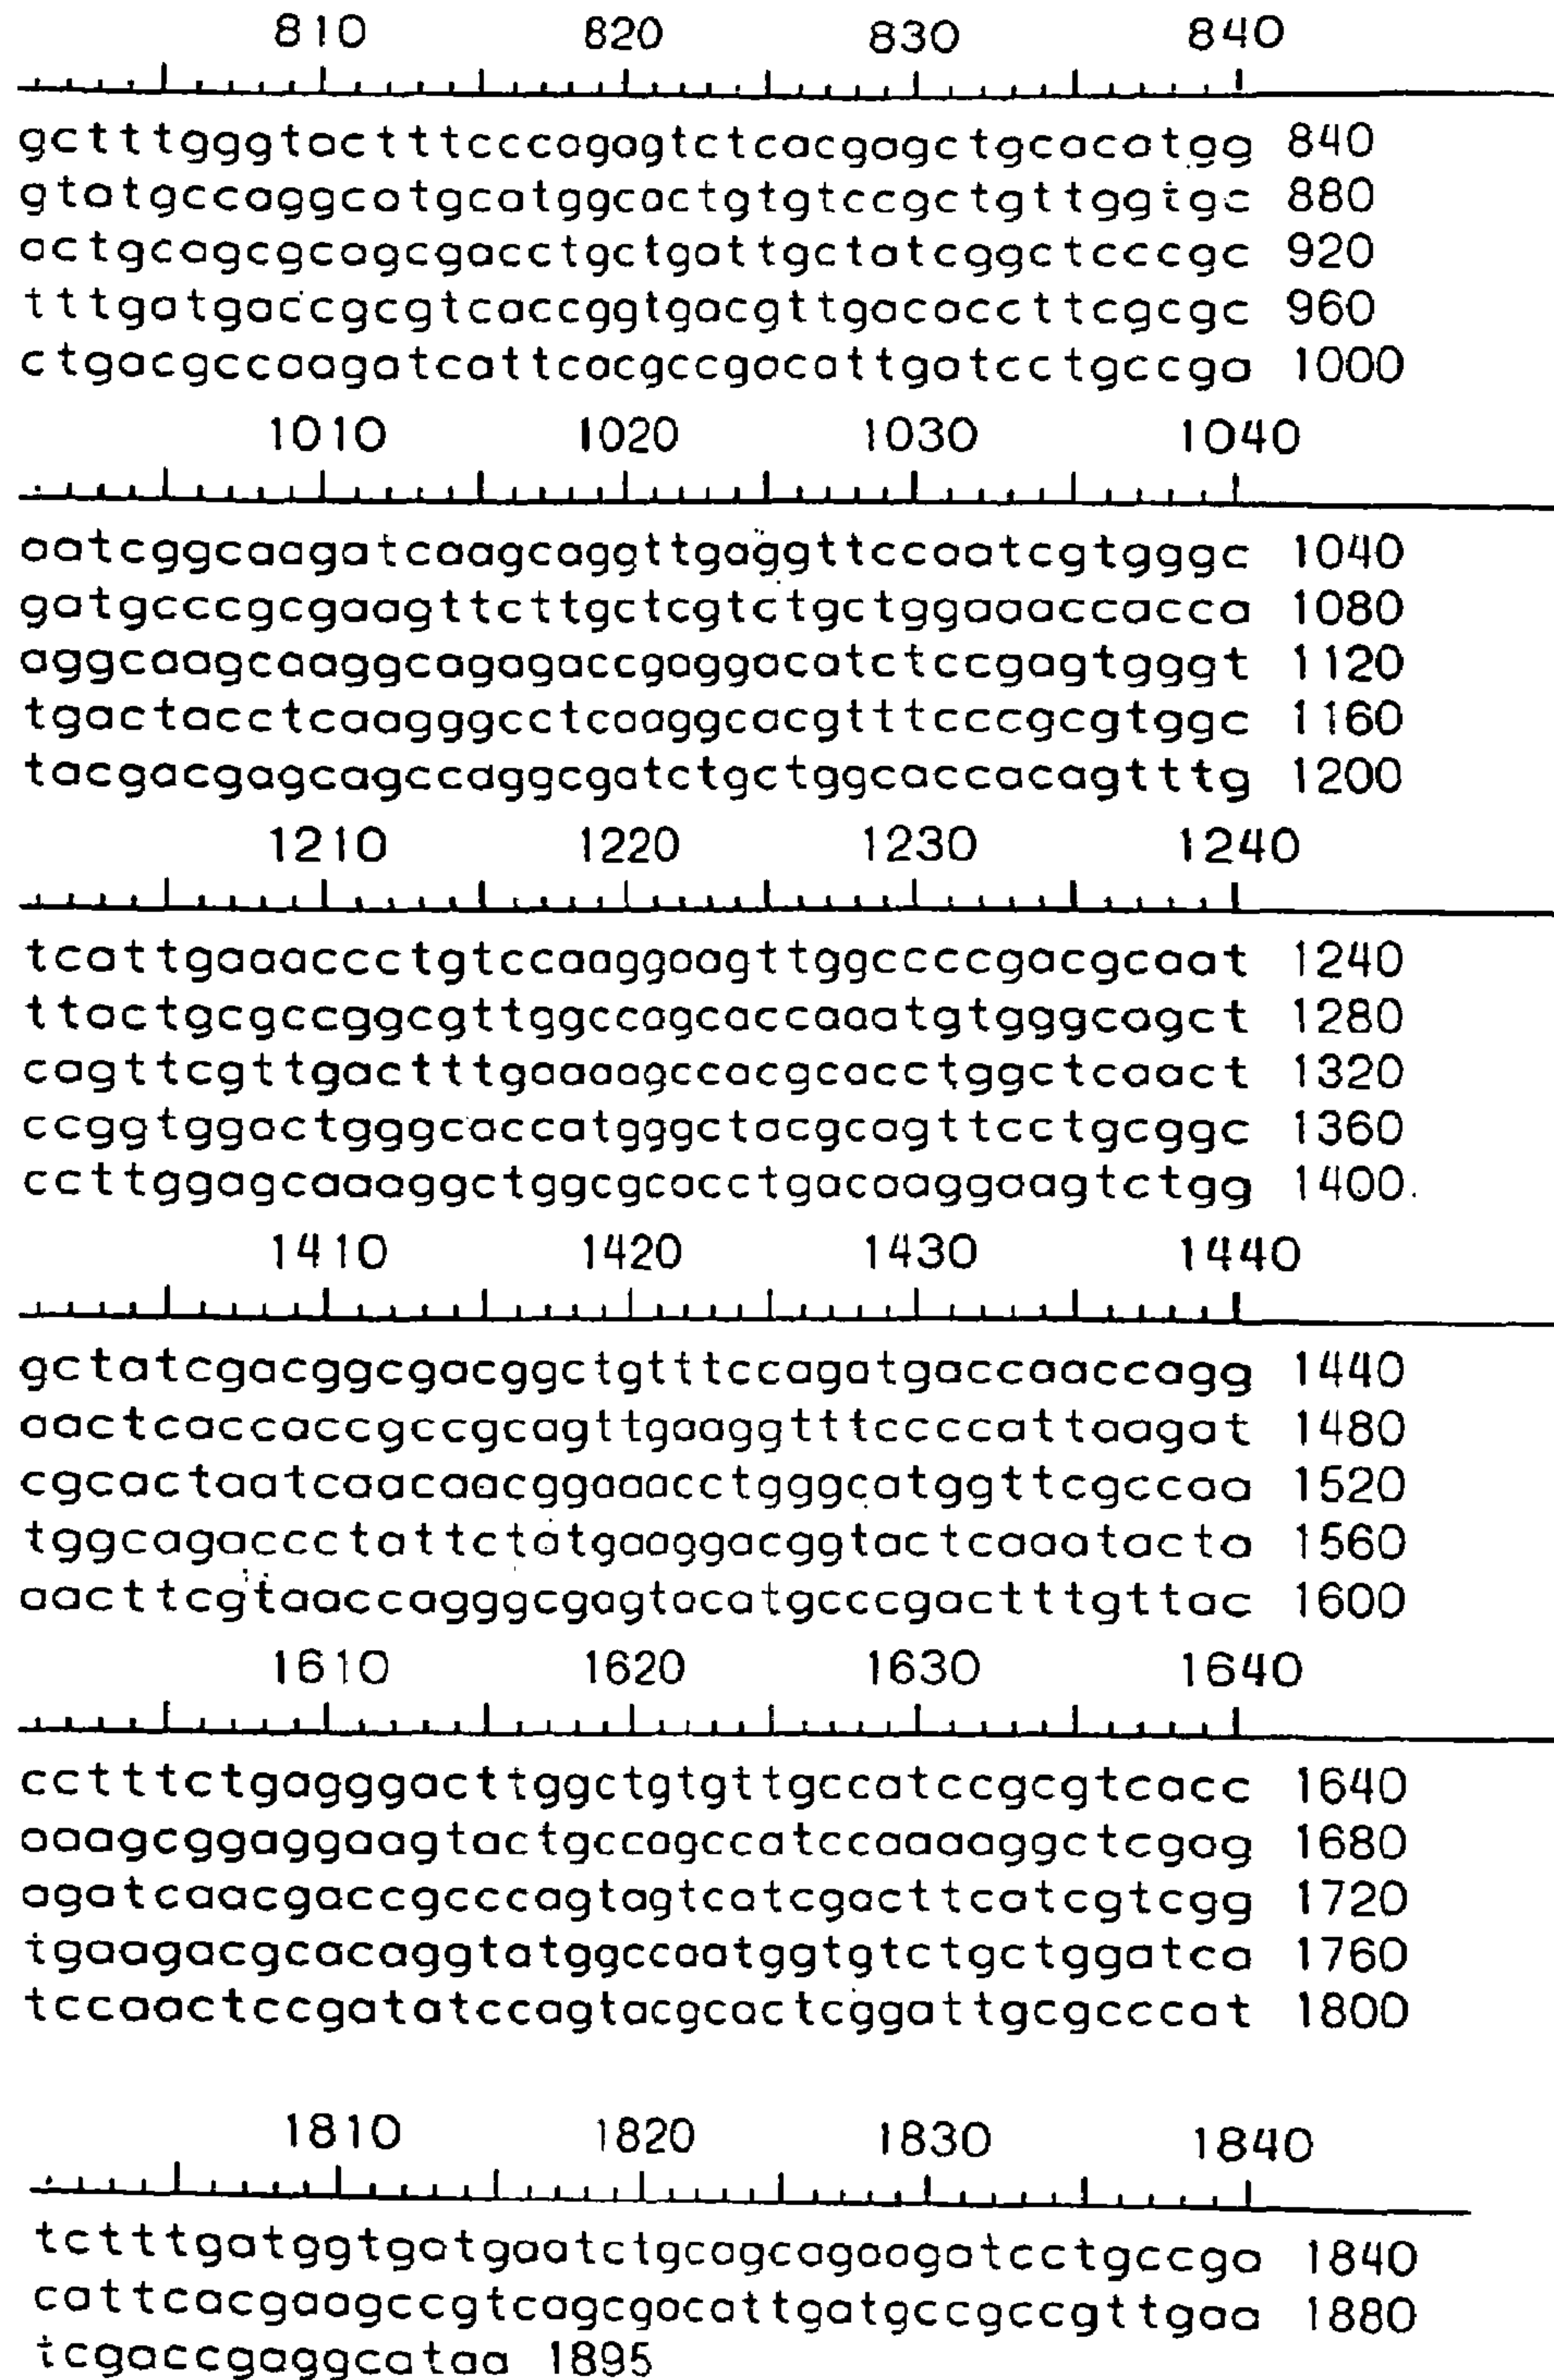 810 820 830 840
gctttgggtactttcccagagtctcacgagctgcacatgg 840
gtatgccaggcatgcatggcactgtgtccgctgttggtgc 880
actgcagcgcagcgacctgctgattgctatcggctcccgc 920
tttgatgaccgcgtcaccggtgacgttgacaccttcgcgc 960
ctgacgccaagatcattcacgccgacattgatcctgccga 1000
1010 1020 1030 1040
aatcggcaagatcaagcaggttgaggttccaatcgtgggc 1040
gatgcccgcgaagttcttgctcgtctgctggaaaccacca 1080
aggcaagcaaggcagagaccgaggacatctccgagtgggt 1120
tgactacctcaagggcctcaaggcacgtttcccgcgtggc 1160
tacgacgagcagccaggcgatctgctggcaccacagtttg 1200
1210 1220 1230 1240
tcattgaaaccctgtccaaggaagttggccccgacgcaat 1240
ttactgcgccggcgttggccagcaccaaatgtgggcagct 1280
cagttcgttgactttgaaaagccacgcacctggctcaact 1320
ccggtggactgggcaccatgggctacgcagttcctgcggc 1360
ccttggagcaaaggctggcgcacctgacaaggaagtctgg 1400
1410 1420 1430 1440
gctatcgacggcgacggctgtttccagatgaccaaccagg 1440
aactcaccaccgccgcagttgaaggtttccccattaagat 1480
cgcactaatcaacaacggaaacctgggcatggttcgccaa 1520
tggcagaccctattctatgaaggacggtactcaaatacta 1560
aacttcgtaaccagggcgagtacatgcccgactttgttac 1600
1610 1620 1630 1640
cctttctgagggacttggctgtgttgccatccgcgtcacc 1640
aaagcggaggaagtactgccagccatccaaaaggctcgag 1680
agatcaacgaccgcccagtagtcatcgacttcatcgtcgg 1720
tgaagacgcacaggtatggccaatggtgtctgctggatca 1760
tccaactccgatatccagtacgcactcggattgcgcccat 1800
1810 1820 1830 1840
tctttgatggtgatgaatctgcagcagaagatcctgccga 1840
cattcacgaagccgtcagcgacattgatgccgccgttgaa 1880
tcgaccgaggcataa 1895